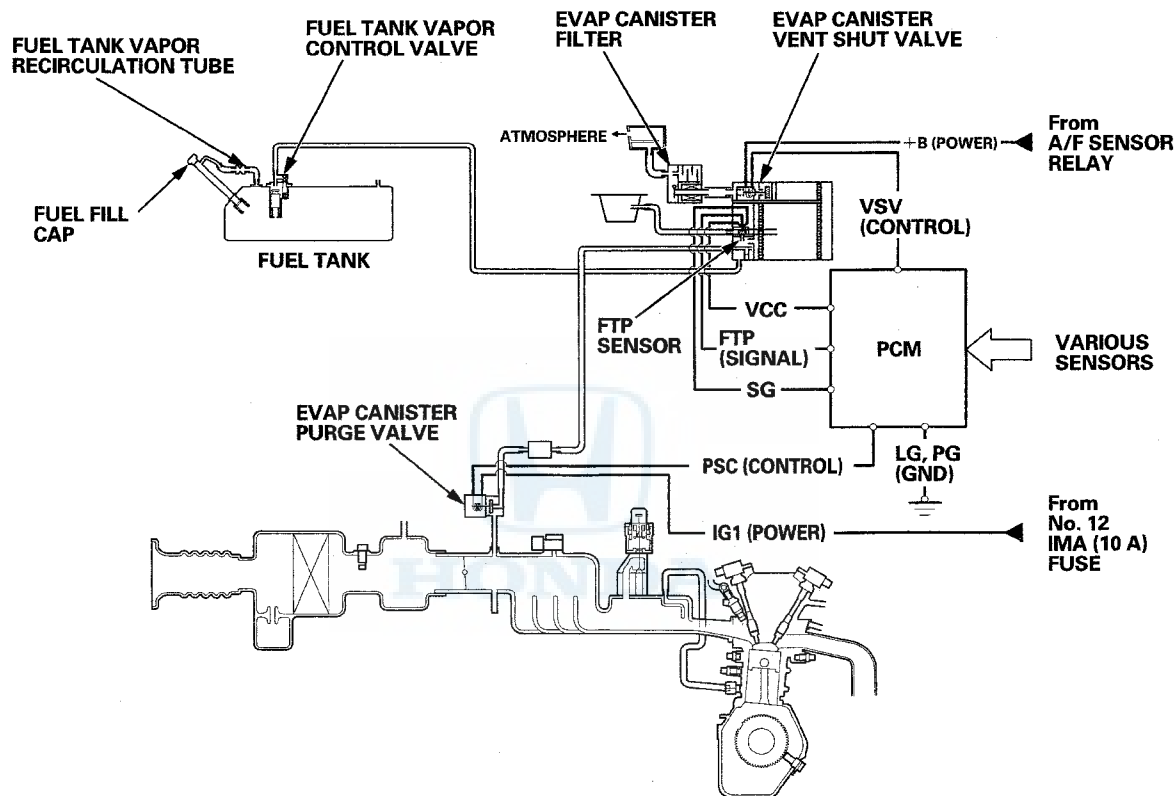 FUEL TANK VAPOR
RECIRCULATION TUBE
FUEL TANK VAPOR
CONTROL VALVE
EVAP CANISTER
FILTER
EVAP CANISTER
VENT SHUT VALVE
ATMOSPHERE
+B (POWER)
From
A/F SENSOR
RELAY
FUEL FILL
CAP
FUEL TANK
VSV
(CONTROL)
FTP
SENSOR
VCC
FTP
(SIGNAL)
SG
PCM
VARIOUS
SENSORS
EVAP CANISTER
PURGE VALVE
PSC (CONTROL)
LG, PG
(GND)
IG1 (POWER)
From
No. 12
IMA (10 A)
FUSE
HONDA